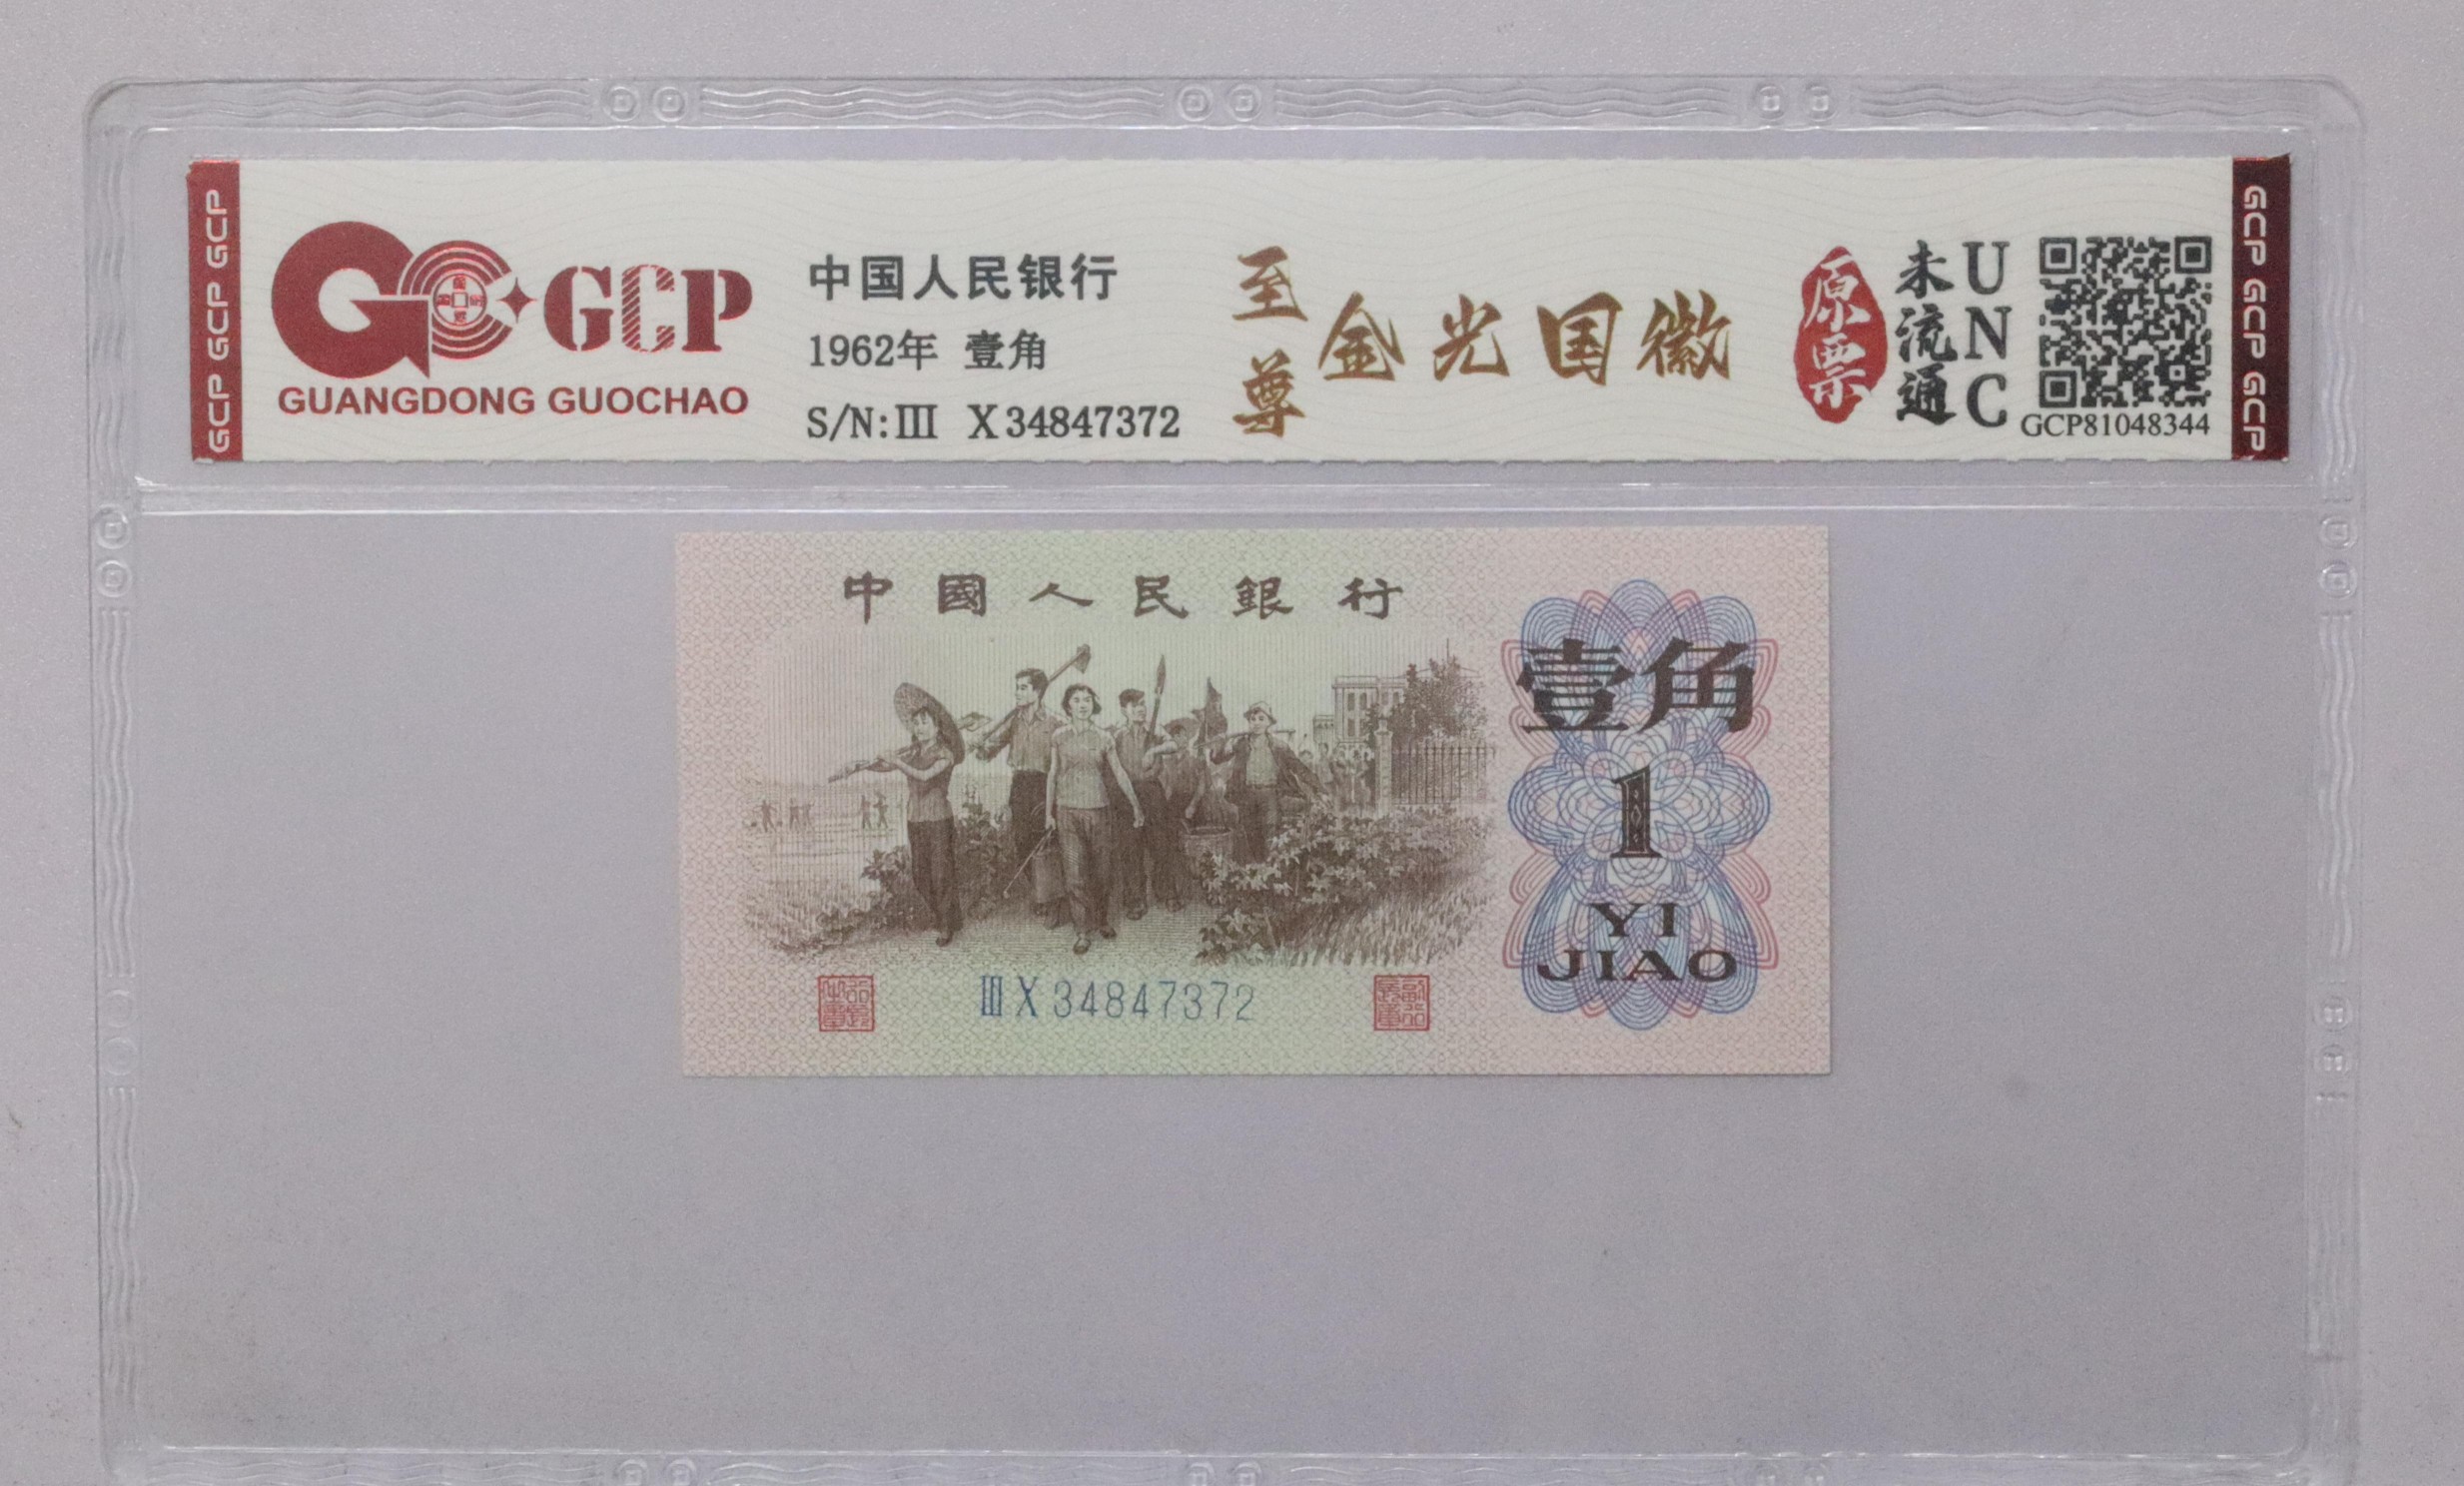 GCP GCP GCP
GCP
GUANGDONG GUOCHAO
中国人民银行
1962年 壹角
S/N:Ⅲ X34847372
至尊
金光国徽
原票
未流通
UNC
GCP81048344
GCP GCP GCP
中國人民銀行
壹角
1
YI
JIAO
ⅢX34847372